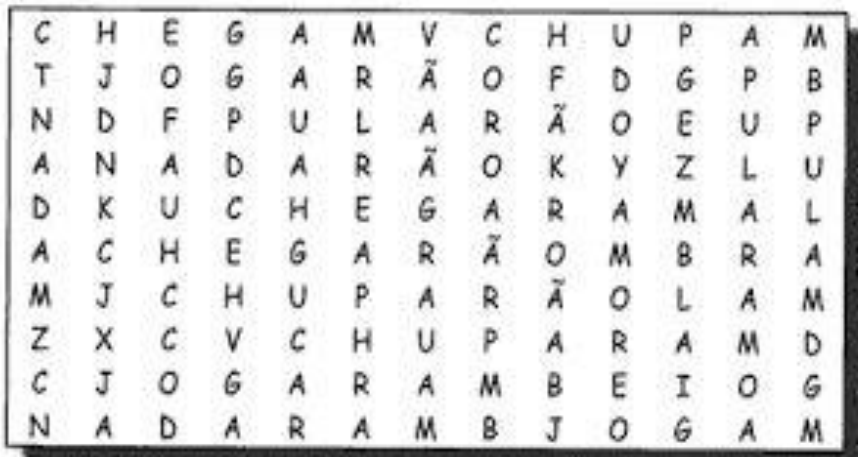 C H E G A M V C H U P A M
T J O G A R Ã O F D G P B
N D F P U L A R Ã O E U P
A N A D A R Ã O K Y Z L U
D K U C H E G A R A M A L
A C H E G A R Ã O M B R A
M J C H U P A R Ã O L A M
Z X C V C H U P A R A M D
C J O G A R A M B E I O G
N A D A R A M B J O G A M